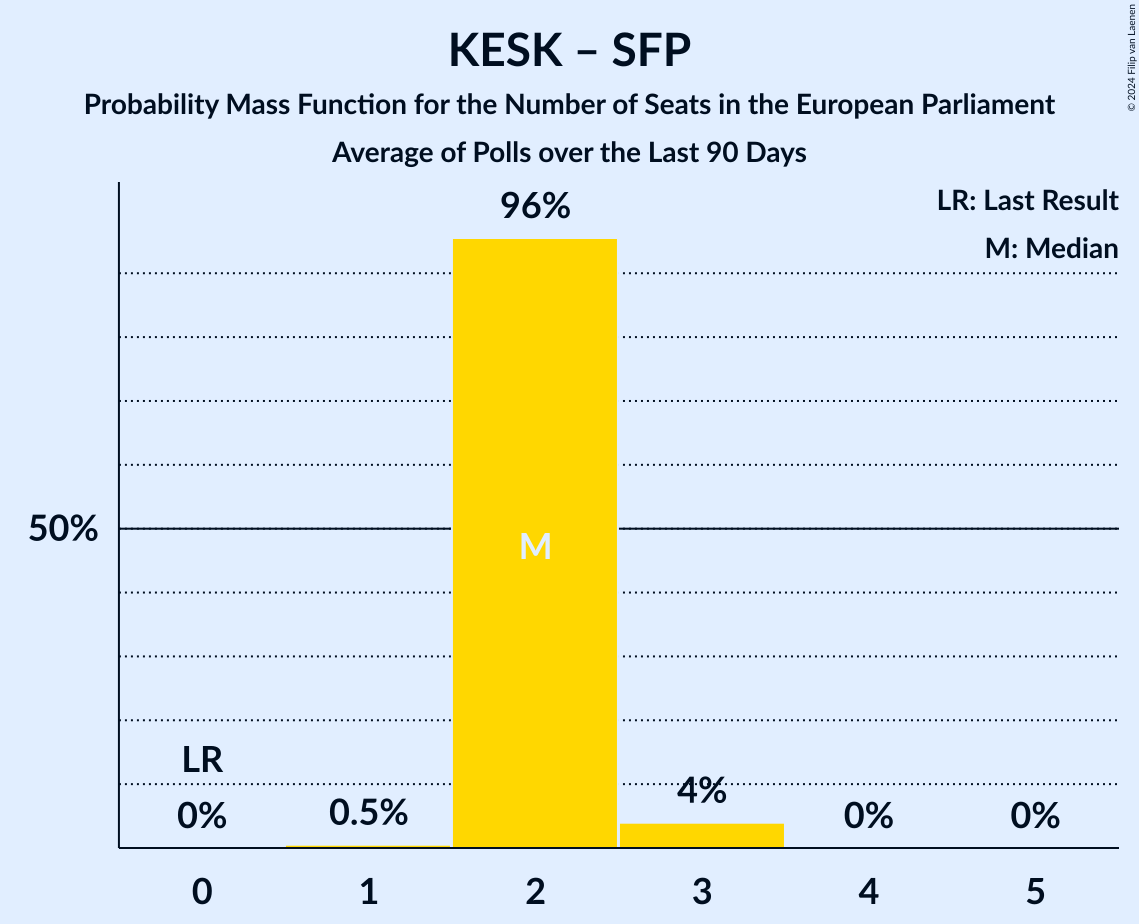 KESK – SFP
Probability Mass Function for the Number of Seats in the European Parliament
Average of Polls over the Last 90 Days
© 2024 Filip van Laenen
LR: Last Result
M: Median
96%
50%
M
LR
0%
0.5%
4%
0%
0%
0
1
2
3
4
5